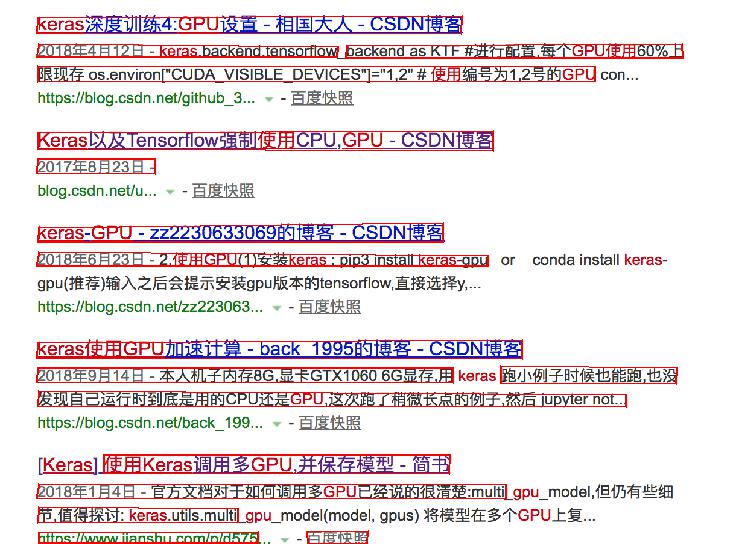 keras深度训练4:GPU设置 - 相国大人 - CSDN博客
2018年4月12日 - keras.backend.tensorflow_backend as KTF #进行配置,每个GPU使用60%上
限现存 os.environ["CUDA_VISIBLE_DEVICES"]="1,2" # 使用编号为1,2号的GPU con...
https://blog.csdn.net/github_3... - 百度快照
Keras以及Tensorflow强制使用CPU,GPU - CSDN博客
2017年8月23日 -
blog.csdn.net/u... - 百度快照
keras-GPU - zz2230633069的博客 - CSDN博客
2018年6月23日 - 2.使用GPU(1)安装keras : pip3 install keras-gpu or conda install keras-
gpu(推荐)输入之后会提示安装gpu版本的tensorflow,直接选择y,...
https://blog.csdn.net/zz223063... - 百度快照
keras使用GPU加速计算 - back_1995的博客 - CSDN博客
2018年9月14日 - 本人机子内存8G,显卡GTX1060 6G显存,用 keras 跑小例子时候也能跑,也没
发现自己运行时到底是用的CPU还是GPU,这次跑了稍微长点的例子,然后 jupyter not...
https://blog.csdn.net/back_199... - 百度快照
[Keras] 使用Keras调用多GPU,并保存模型 - 简书
2018年1月4日 - 官方文档对于如何调用多GPU已经说的很清楚:multi_gpu_model,但仍有些细
节,值得探讨: keras.utils.multi_gpu_model(model, gpus) 将模型在多个GPU上复...
https://www.jianshu.com/p/d575... - 百度快照